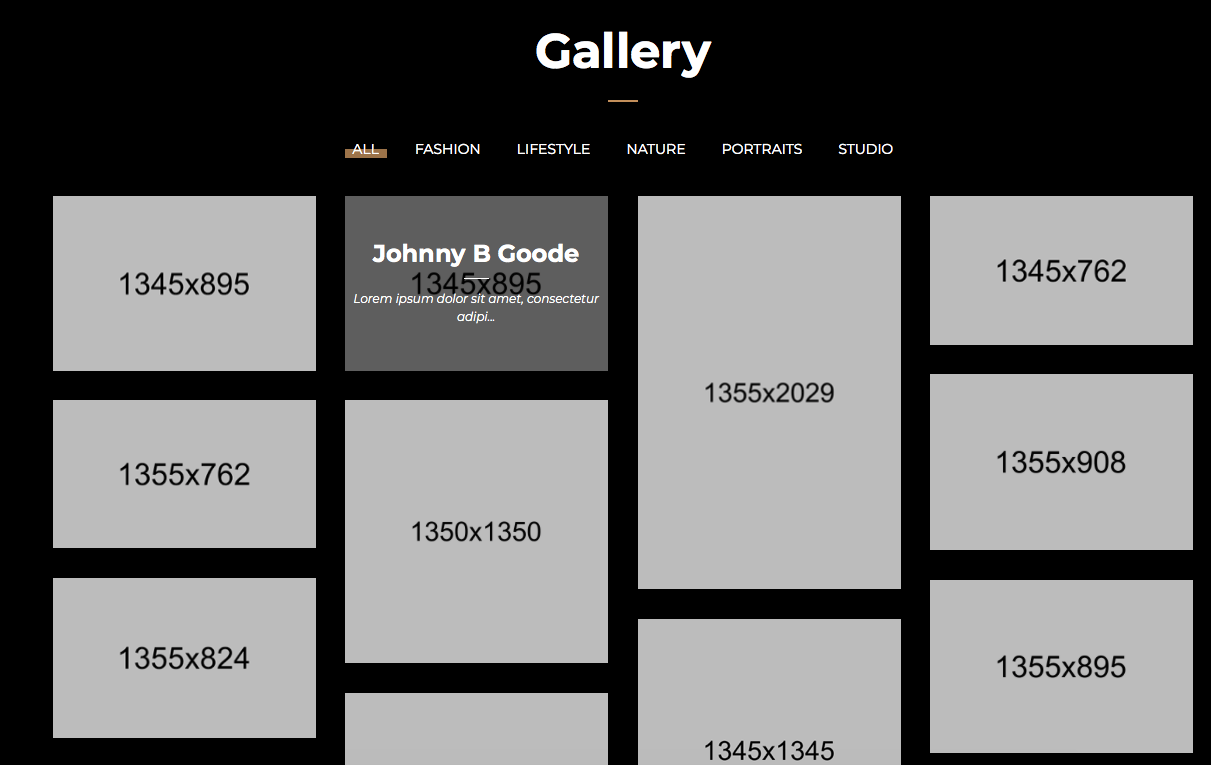 Gallery
ALL FASHION LIFESTYLE NATURE PORTRAITS STUDIO
1345x895
Johnny B Goode
1345x895
Lorem ipsum dolor sit amet, consectetur
adipi...
1355x2029
1345x762
1355x762
1350x1350
1355x908
1355x824
1345x1345
1355x895